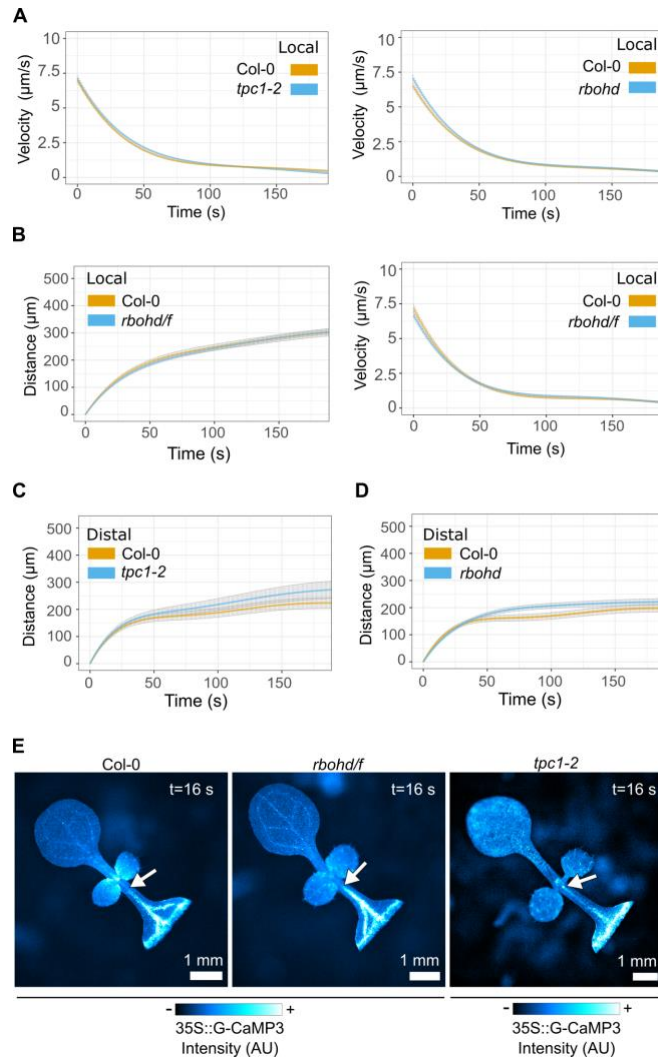 A
10
7.5
5.0
2.5
0
Velocity (μm/s)
Local
Col-0
tpc1-2
0 50 100 150
Time (s)
10
7.5
5.0
2.5
0
Velocity (μm/s)
Local
Col-0
rbohd
0 50 100 150
Time (s)
B
500
400
300
200
100
0
Distance (μm)
Local
Col-0
rbohd/f
0 50 100 150
Time (s)
10
7.5
5.0
2.5
0
Velocity (μm/s)
Local
Col-0
rbohd/f
0 50 100 150
Time (s)
C
500
400
300
200
100
0
Distance (μm)
Distal
Col-0
tpc1-2
0 50 100 150
Time (s)
D
500
400
300
200
100
0
Distance (μm)
Distal
Col-0
rbohd
0 50 100 150
Time (s)
E
Col-0
rbohd/f
tpc1-2
t=16 s
t=16 s
t=16 s
1 mm
1 mm
1 mm
- +
35S::G-CaMP3
Intensity (AU)
- +
35S::G-CaMP3
Intensity (AU)